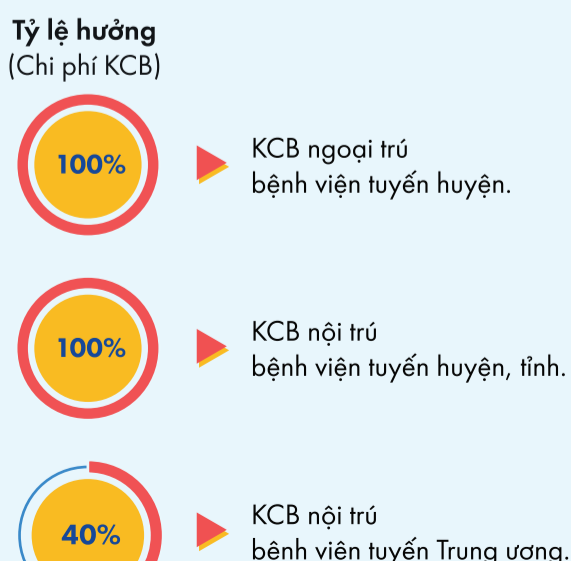 Tỷ lệ hưởng
(Chi phí KCB)
100%
KCB ngoại trú
bệnh viện tuyến huyện.
100%
KCB nội trú
bệnh viện tuyến huyện, tỉnh.
40%
KCB nội trú
bệnh viện tuyến Trung ương.